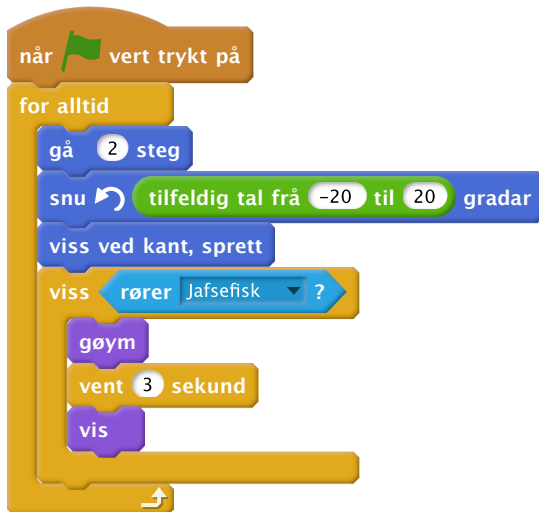 når vert trykt på
for alltid
gå 2 steg
snu tilfeldig tal frå -20 til 20 gradar
viss ved kant, sprett
viss rører Jafsefisk ?
gøym
vent 3 sekund
vis